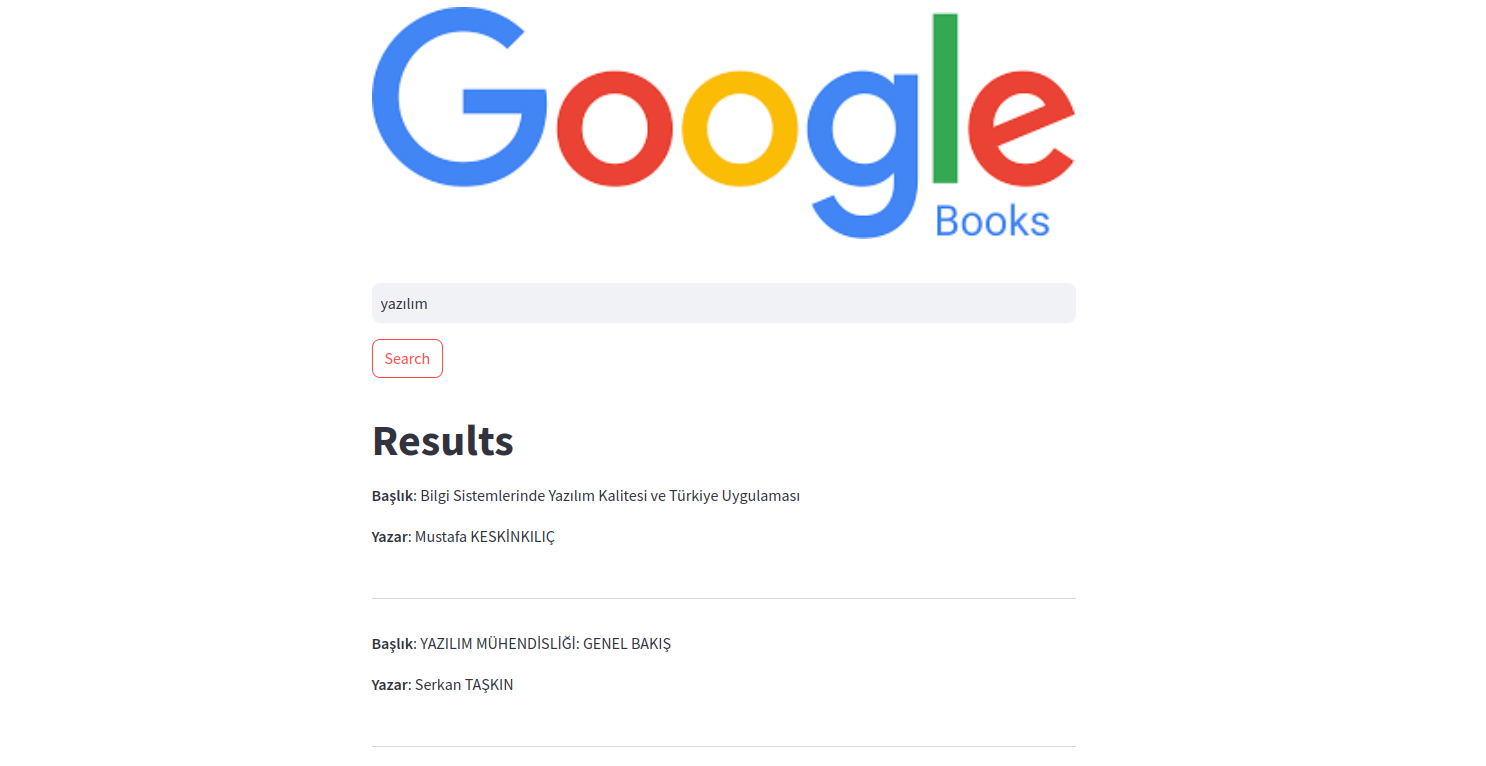 Google
Books
yazılım
Search
Results
Başlık: Bilgi Sistemlerinde Yazılım Kalitesi ve Türkiye Uygulaması
Yazar: Mustafa KESKİNKILIÇ
Başlık: YAZILIM MÜHENDİSLİĞİ: GENEL BAKIŞ
Yazar: Serkan TAŞKIN